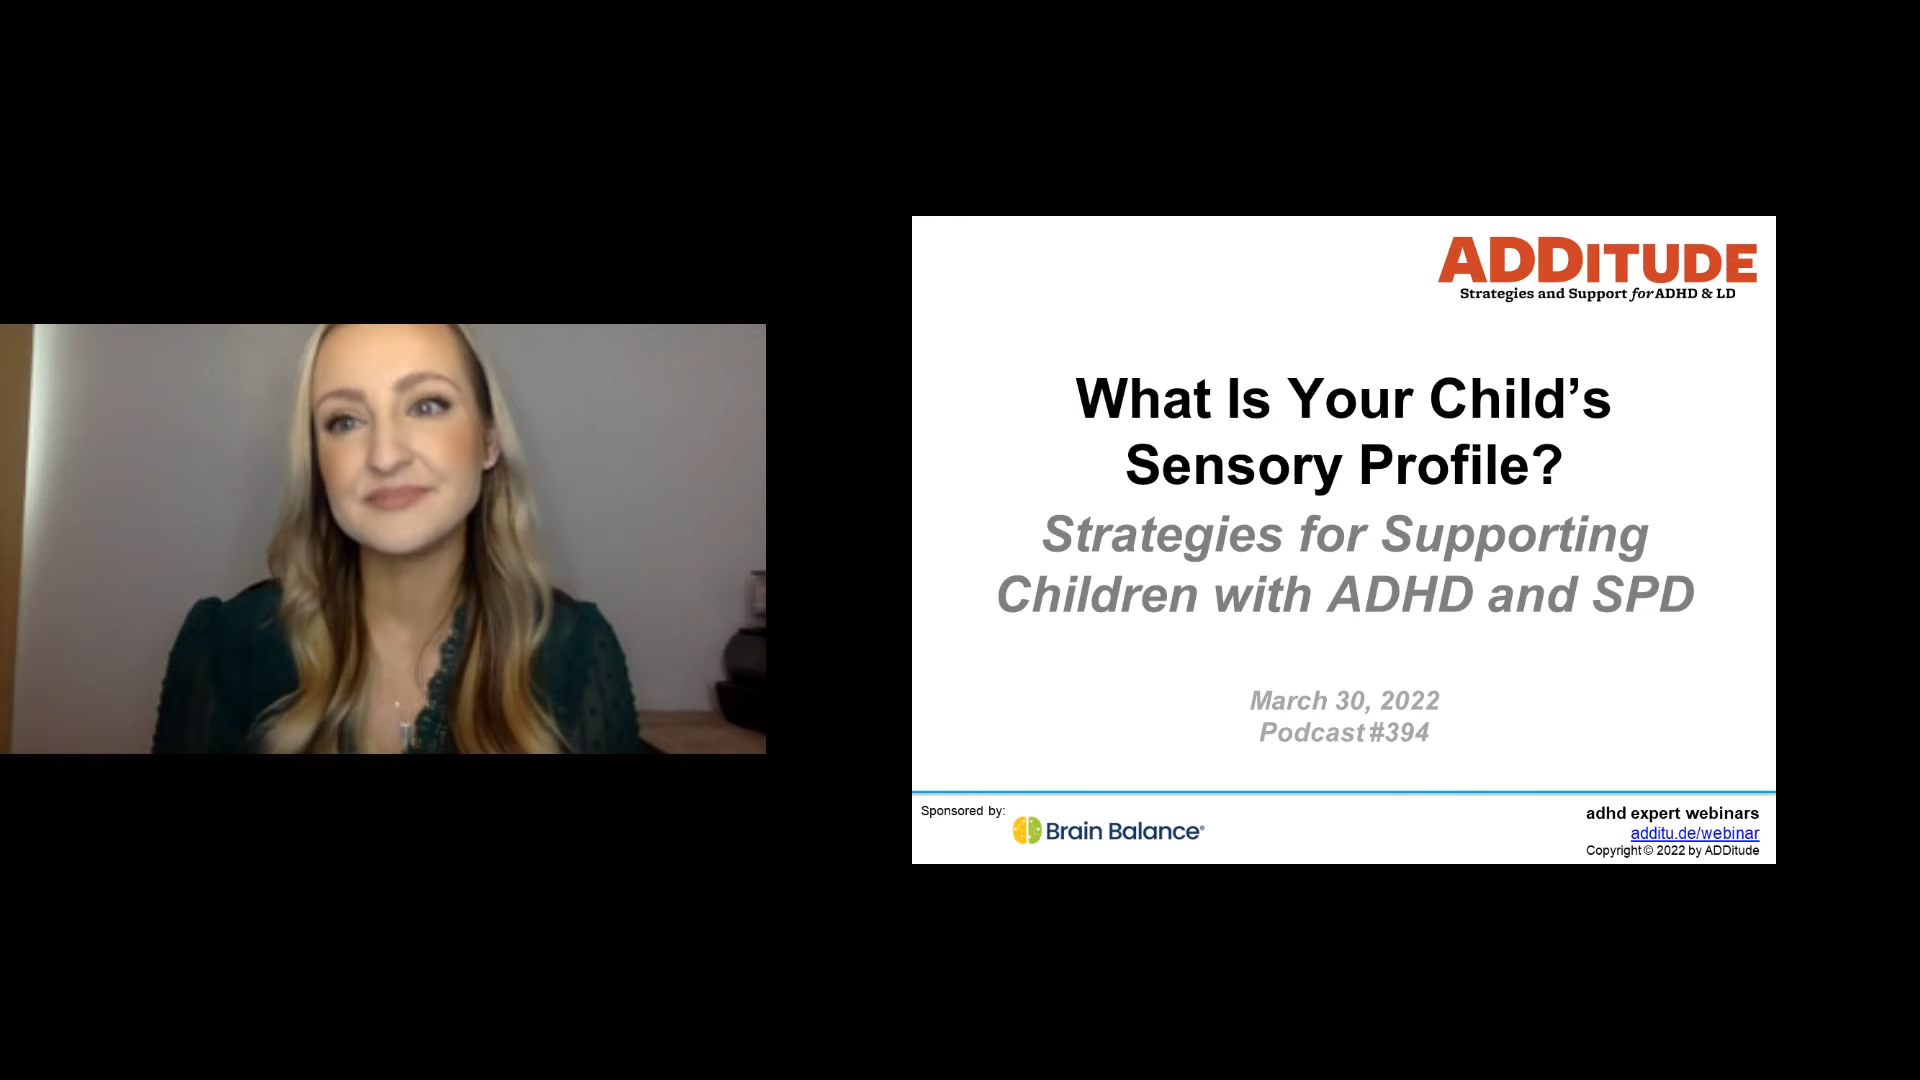 ADDITUDE
Strategies and Support for ADHD & LD
What Is Your Child’s
Sensory Profile?
Strategies for Supporting
Children with ADHD and SPD
March 30, 2022
Podcast #394
Sponsored by:
Brain Balance®
adhd expert webinars
additu.de/webinar
Copyright © 2022 by ADDitude